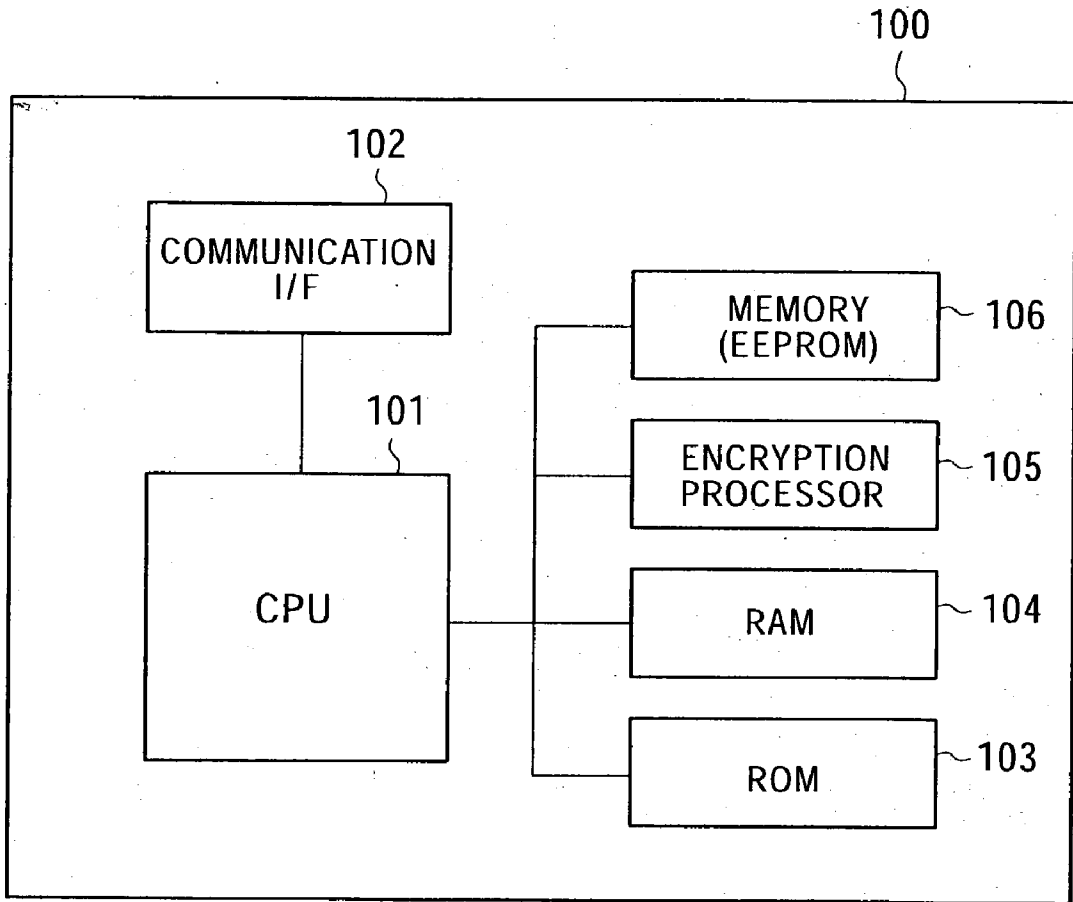 100
102
COMMUNICATION
I/F
MEMORY
(EEPROM)
106
101
ENCRYPTION
PROCESSOR
105
CPU
RAM
104
ROM
103